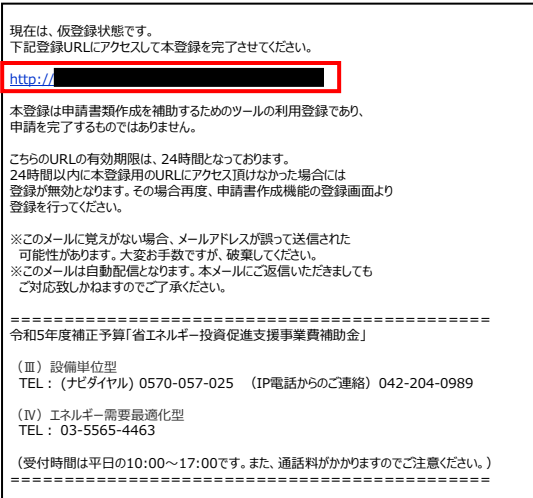 現在は、仮登録状態です。
下記登録URLにアクセスして本登録を完了させてください。
http://
本登録は申請書類作成を補助するためのツールの利用登録であり、
申請を完了するものではありません。
こちらのURLの有効期限は、24時間となっております。
24時間以内に本登録用のURLにアクセス頂けなかった場合には
登録が無効となります。その場合再度、申請書作成機能の登録画面より
登録を行ってください。
※このメールに覚えがない場合、メールアドレスが誤って送信された
可能性があります。大変お手数ですが、破棄してください。
※このメールは自動配信となります。本メールにご返信いただきましても
ご対応致しかねますのでご了承ください。
=============================================
令和5年度補正予算「省エネルギー投資促進支援事業費補助金」
（Ⅲ）設備単位型
TEL： (ナビダイヤル) 0570-057-025 （IP電話からのご連絡）042-204-0989
（Ⅳ）エネルギー需要最適化型
TEL： 03-5565-4463
（受付時間は平日の10:00～17:00です。また、通話料がかかりますのでご注意ください。）
=============================================